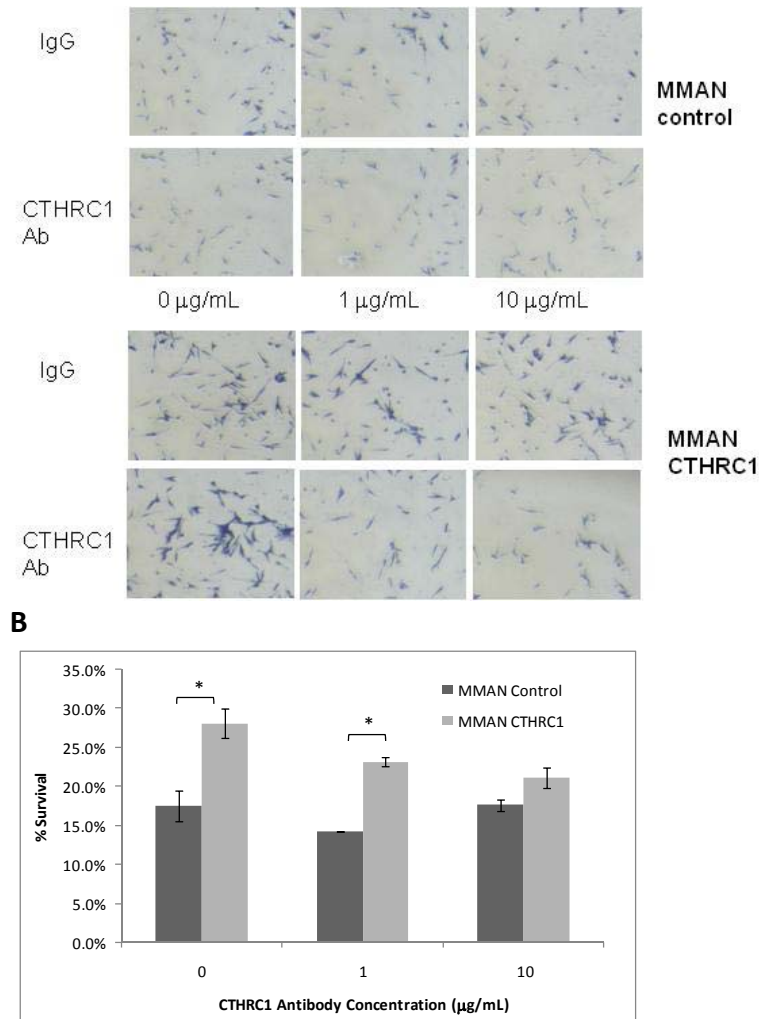 IgG
MMAN
control
CTHRC1
Ab
0 μg/mL 1 μg/mL 10 μg/mL
IgG
MMAN
CTHRC1
CTHRC1
Ab
B
35.0%
30.0%
25.0%
20.0%
15.0%
10.0%
5.0%
0.0%
% Survival
*
*
MMAN Control
MMAN CTHRC1
0 1 10
CTHRC1 Antibody Concentration (μg/mL)